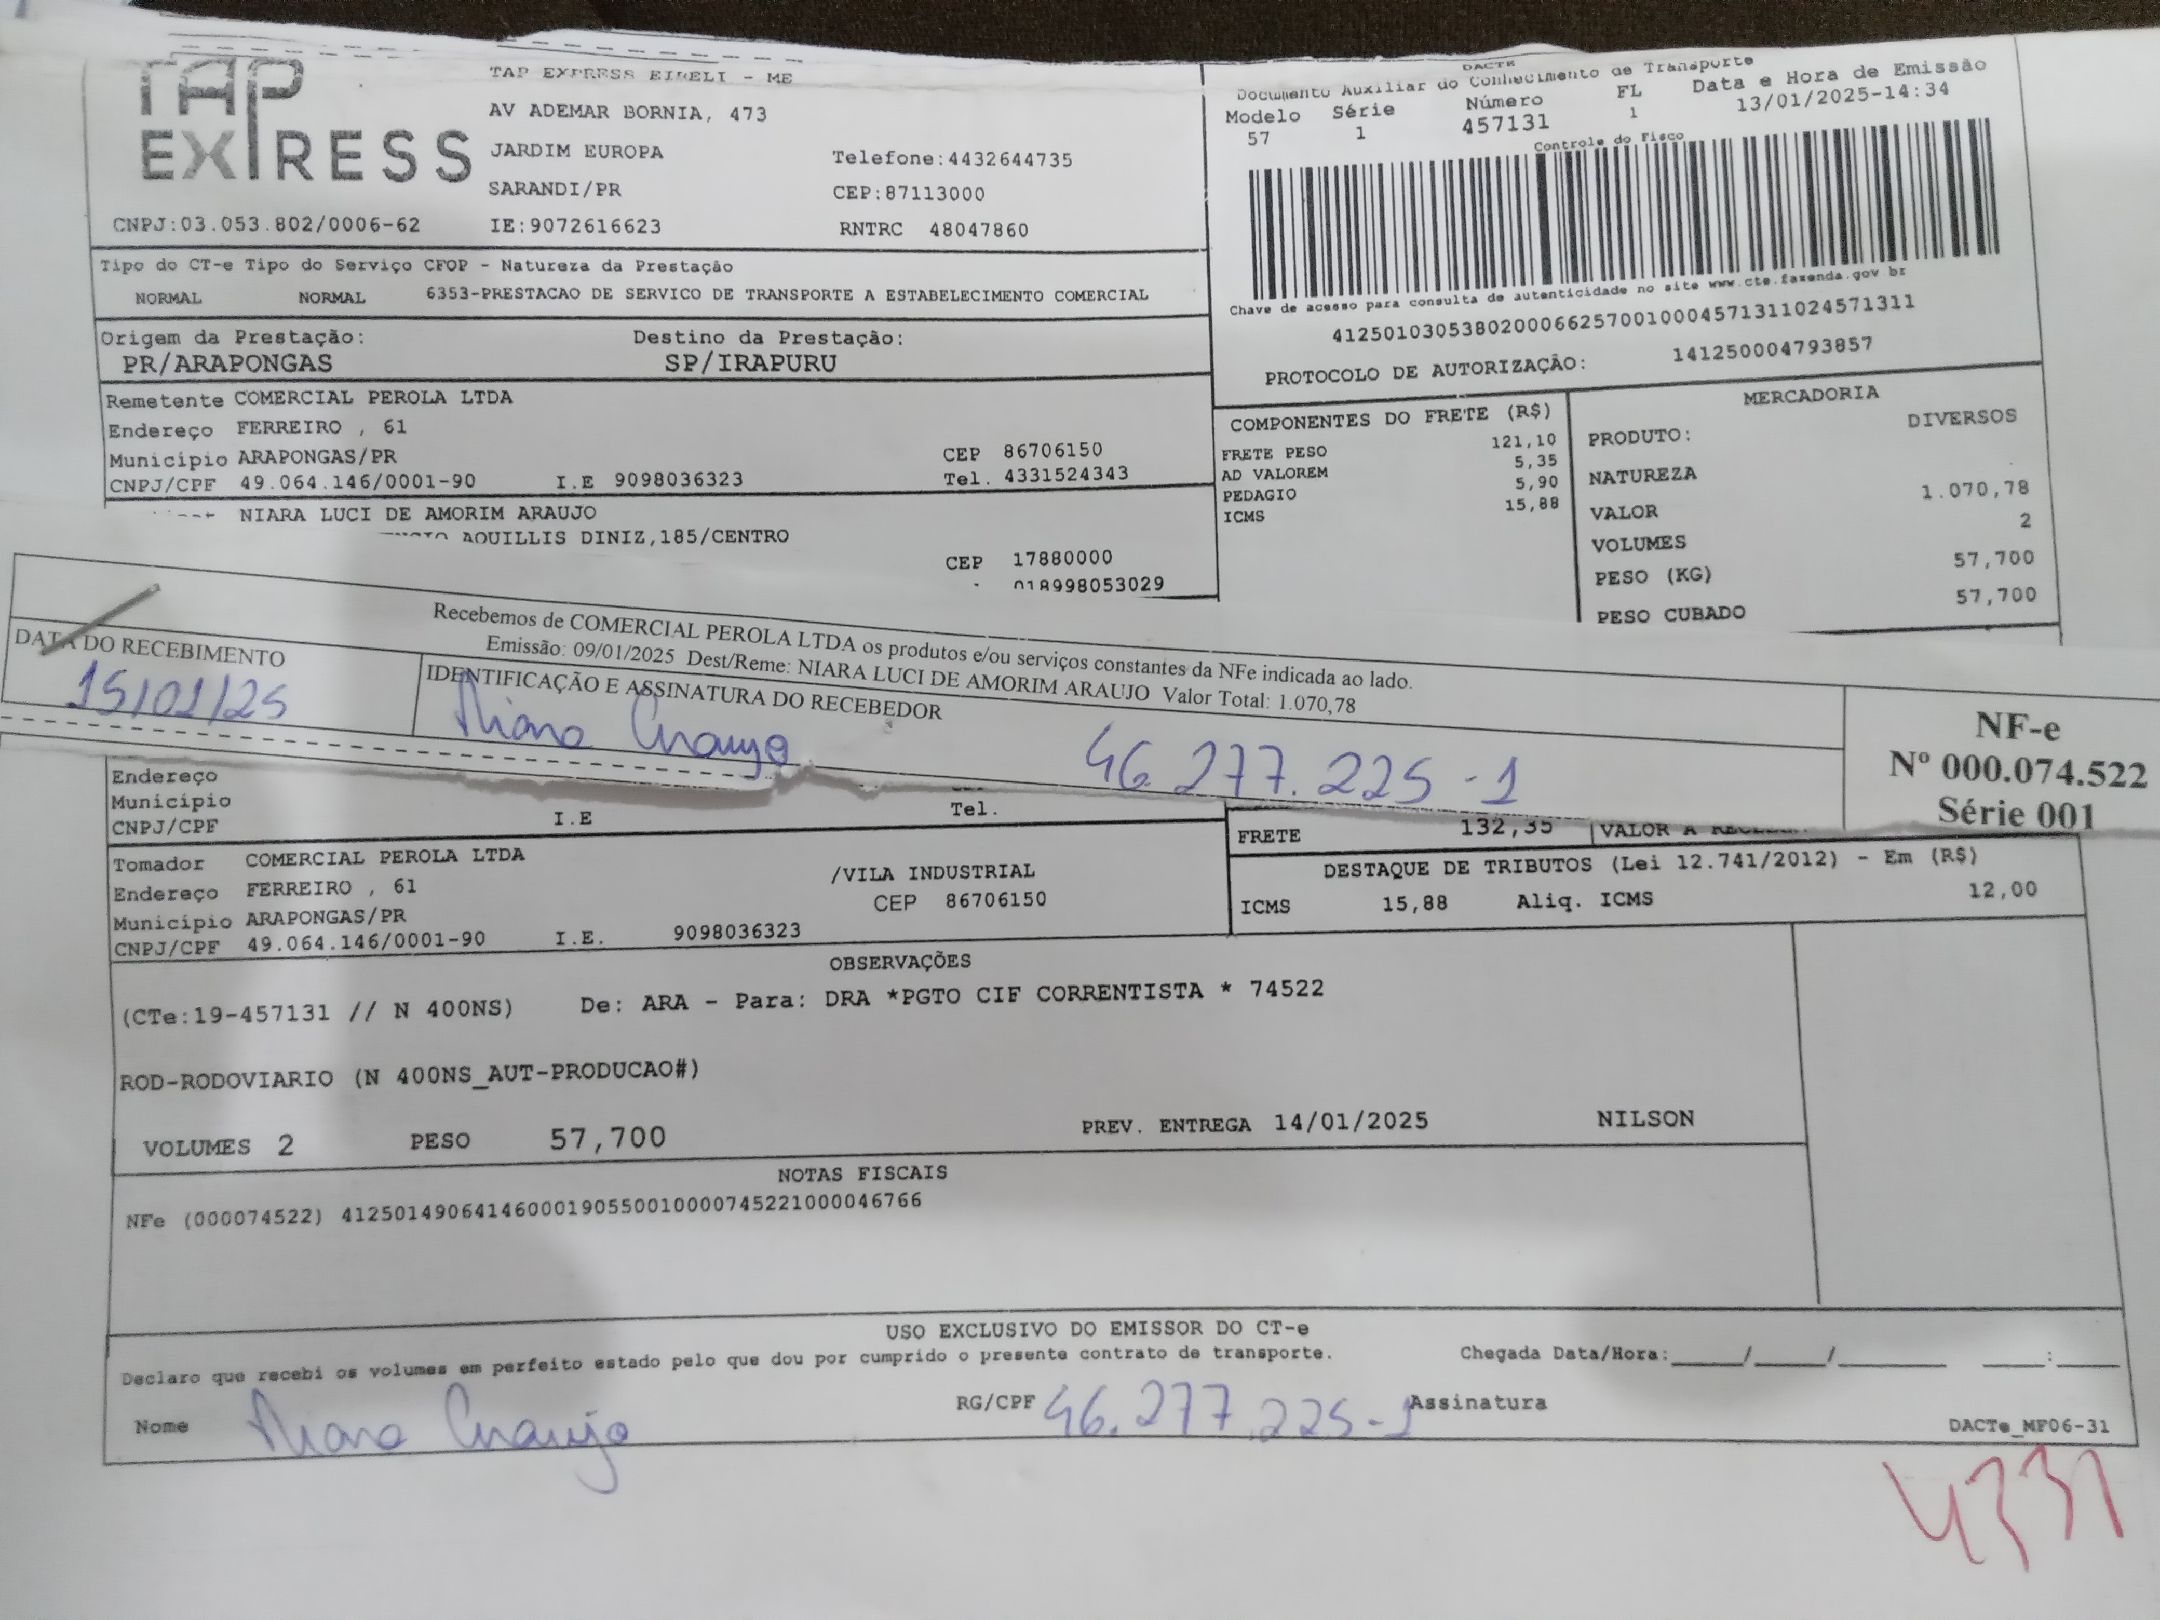 TAP EXPRESS
TAP EXPRESS EIRELI - ME
AV ADEMAR BORNIA, 473
JARDIM EUROPA
Telefone:4432644735
SARANDI/PR
CEP:87113000
CNPJ:03.053.802/0006-62
IE:9072616623
RNTRC 48047860
DACTE
Documento Auxiliar do Conhecimento de Transporte
Modelo Série Número FL Data e Hora de Emissão
57 1 457131 1 13/01/2025-14:34
Controle do Fisco
Chave de acesso para consulta de autenticidade no site www.cte.fazenda.gov br
41250103053802000662570010004571311024571311
PROTOCOLO DE AUTORIZAÇÃO: 141250004793857
Tipo do CT-e Tipo do Serviço CFOP - Natureza da Prestação
NORMAL NORMAL 6353-PRESTACAO DE SERVICO DE TRANSPORTE A ESTABELECIMENTO COMERCIAL
Origem da Prestação: Destino da Prestação:
PR/ARAPONGAS SP/IRAPURU
Remetente COMERCIAL PEROLA LTDA
Endereço FERREIRO , 61
Município ARAPONGAS/PR CEP 86706150
CNPJ/CPF 49.064.146/0001-90 I.E 9098036323 Tel. 4331524343
NIARA LUCI DE AMORIM ARAUJO
AQUILLIS DINIZ,185/CENTRO
CEP 17880000
018998053029
COMPONENTES DO FRETE (R$)
FRETE PESO 121,10
AD VALOREM 5,35
PEDAGIO 5,90
ICMS 15,88
MERCADORIA
PRODUTO: DIVERSOS
NATUREZA
VALOR 1.070,78
VOLUMES 2
PESO (KG) 57,700
PESO CUBADO 57,700
Recebemos de COMERCIAL PEROLA LTDA os produtos e/ou serviços constantes da NFe indicada ao lado.
Emissão: 09/01/2025 Dest/Reme: NIARA LUCI DE AMORIM ARAUJO Valor Total: 1.070,78
DATA DO RECEBIMENTO
15/01/25
IDENTIFICAÇÃO E ASSINATURA DO RECEBEDOR
Araujo 46.277.225-1
NF-e
Nº 000.074.522
Série 001
Endereço
Município
CNPJ/CPF I.E Tel.
FRETE 132,35 VALOR A
Tomador COMERCIAL PEROLA LTDA
Endereço FERREIRO , 61 /VILA INDUSTRIAL
Município ARAPONGAS/PR CEP 86706150
CNPJ/CPF 49.064.146/0001-90 I.E. 9098036323
DESTAQUE DE TRIBUTOS (Lei 12.741/2012) - Em (R$)
ICMS 15,88 Aliq. ICMS 12,00
OBSERVAÇÕES
(CTe:19-457131 // N 400NS) De: ARA - Para: DRA *PGTO CIF CORRENTISTA * 74522
ROD-RODOVIARIO (N 400NS_AUT-PRODUCAO#)
VOLUMES 2 PESO 57,700 PREV. ENTREGA 14/01/2025 NILSON
NOTAS FISCAIS
NFe (000074522) 41250149064146000190550010000745221000046766
USO EXCLUSIVO DO EMISSOR DO CT-e
Declaro que recebi os volumes em perfeito estado pelo que dou por cumprido o presente contrato de transporte.
Chegada Data/Hora:____/____/______ ___:___
Nome Araujo RG/CPF 46.277.225-1 Assinatura
DACTe_MF06-31
4331